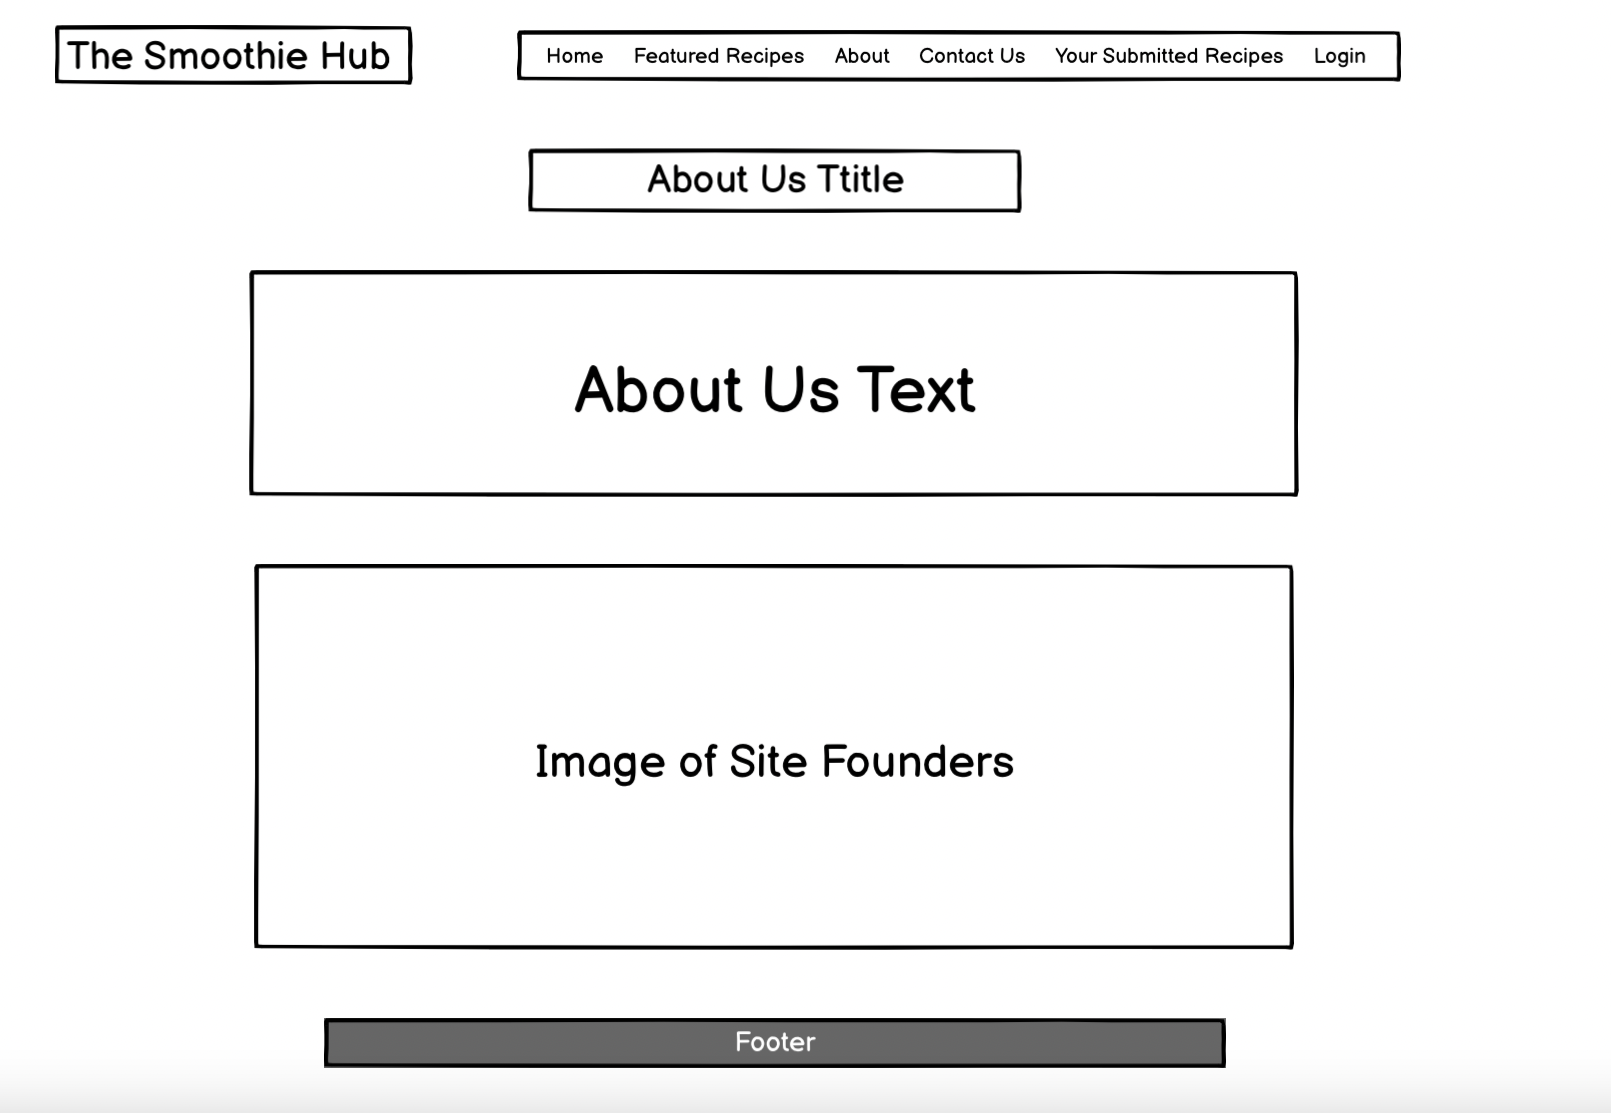 The Smoothie Hub
Home Featured Recipes About Contact Us Your Submitted Recipes Login
About Us Ttitle
About Us Text
Image of Site Founders
Footer